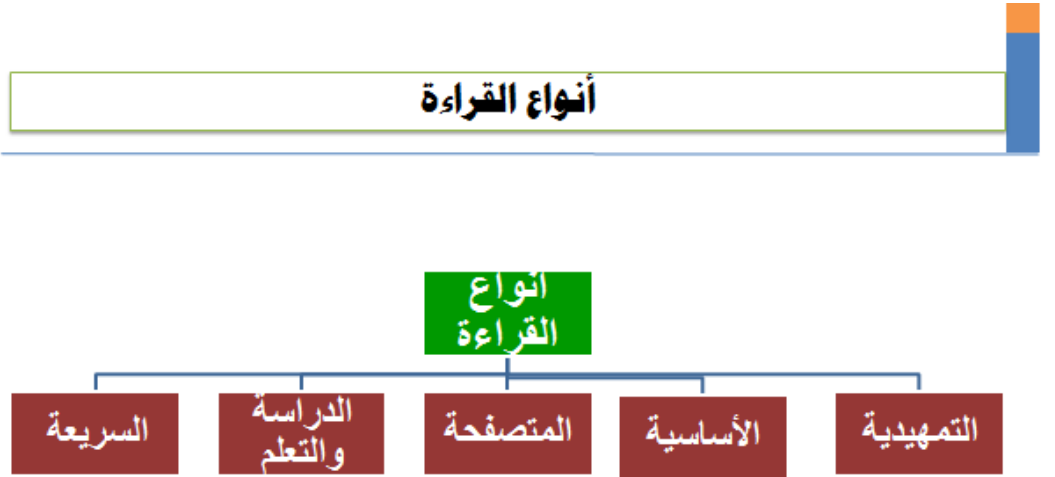 أنواع القراءة
أنواع
القراءة
التمهيدية
الأساسية
المتصفحة
الدراسة
والتعلم
السريعة